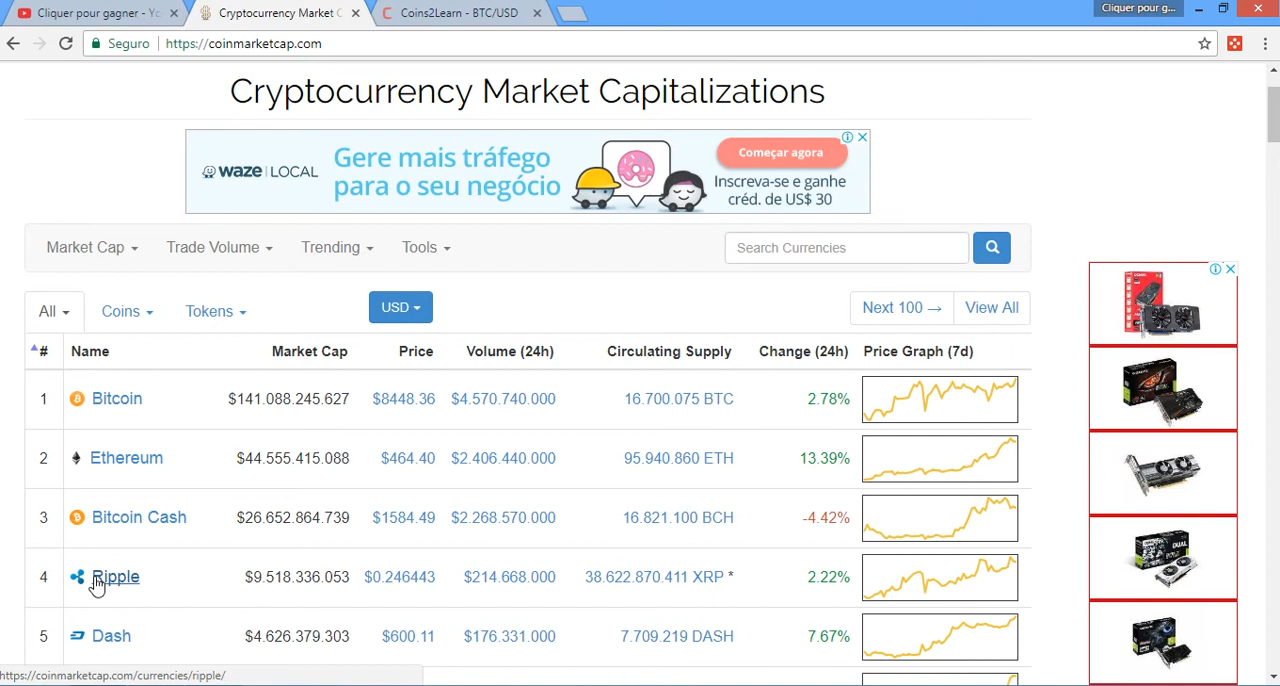 Cliquer pour gagner - Yo
Cryptocurrency Market C
Coins2Learn - BTC/USD
Cliquer pour g...
Seguro
https://coinmarketcap.com
Cryptocurrency Market Capitalizations
waze LOCAL
Gere mais tráfego
para o seu negócio
Começar agora
Inscreva-se e ganhe
créd. de US$ 30
Market Cap Trade Volume Trending Tools Search Currencies
All Coins Tokens USD Next 100 → View All
# Name Market Cap Price Volume (24h) Circulating Supply Change (24h) Price Graph (7d)
1 Bitcoin $141.088.245.627 $8448.36 $4.570.740.000 16.700.075 BTC 2.78%
2 Ethereum $44.555.415.088 $464.40 $2.406.440.000 95.940.860 ETH 13.39%
3 Bitcoin Cash $26.652.864.739 $1584.49 $2.268.570.000 16.821.100 BCH -4.42%
4 Ripple $9.518.336.053 $0.246443 $214.668.000 38.622.870.411 XRP * 2.22%
5 Dash $4.626.379.303 $600.11 $176.331.000 7.709.219 DASH 7.67%
https://coinmarketcap.com/currencies/ripple/